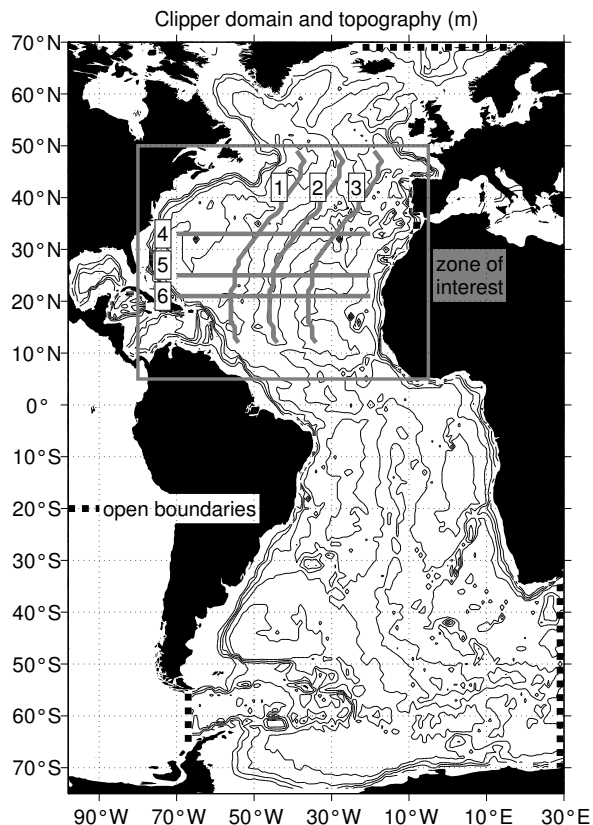 Clipper domain and topography (m)
70°N
60°N
50°N
40°N
30°N
20°N
10°N
0°
10°S
20°S
30°S
40°S
50°S
60°S
70°S
1 2 3
4
5
6
zone of
interest
open boundaries
90°W 70°W 50°W 30°W 10°W 10°E 30°E